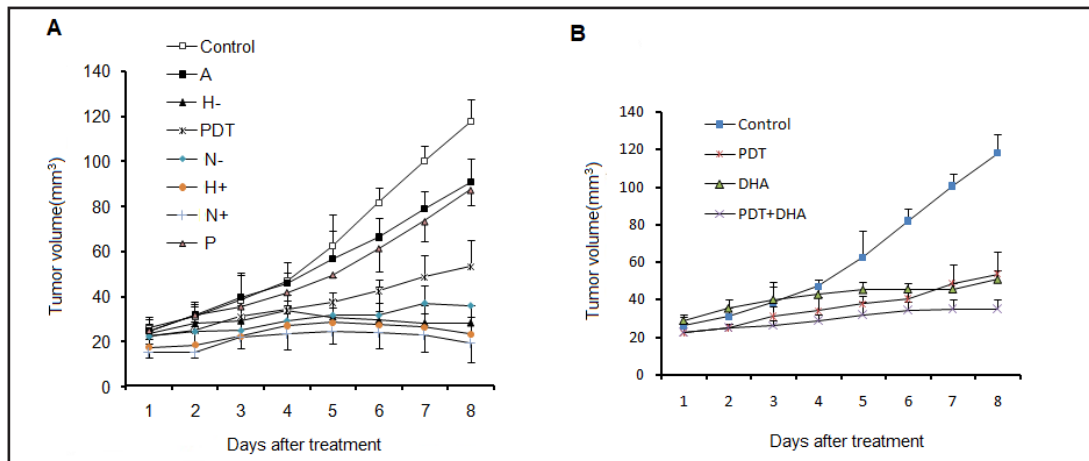 A
Control
A
H-
PDT
N-
H+
N+
P
140
120
100
80
60
40
20
0
Tumor volume(mm³)
1 2 3 4 5 6 7 8
Days after treatment
B
Control
PDT
DHA
PDT+DHA
140
120
100
80
60
40
20
0
Tumor volume(mm³)
1 2 3 4 5 6 7 8
Days after treatment